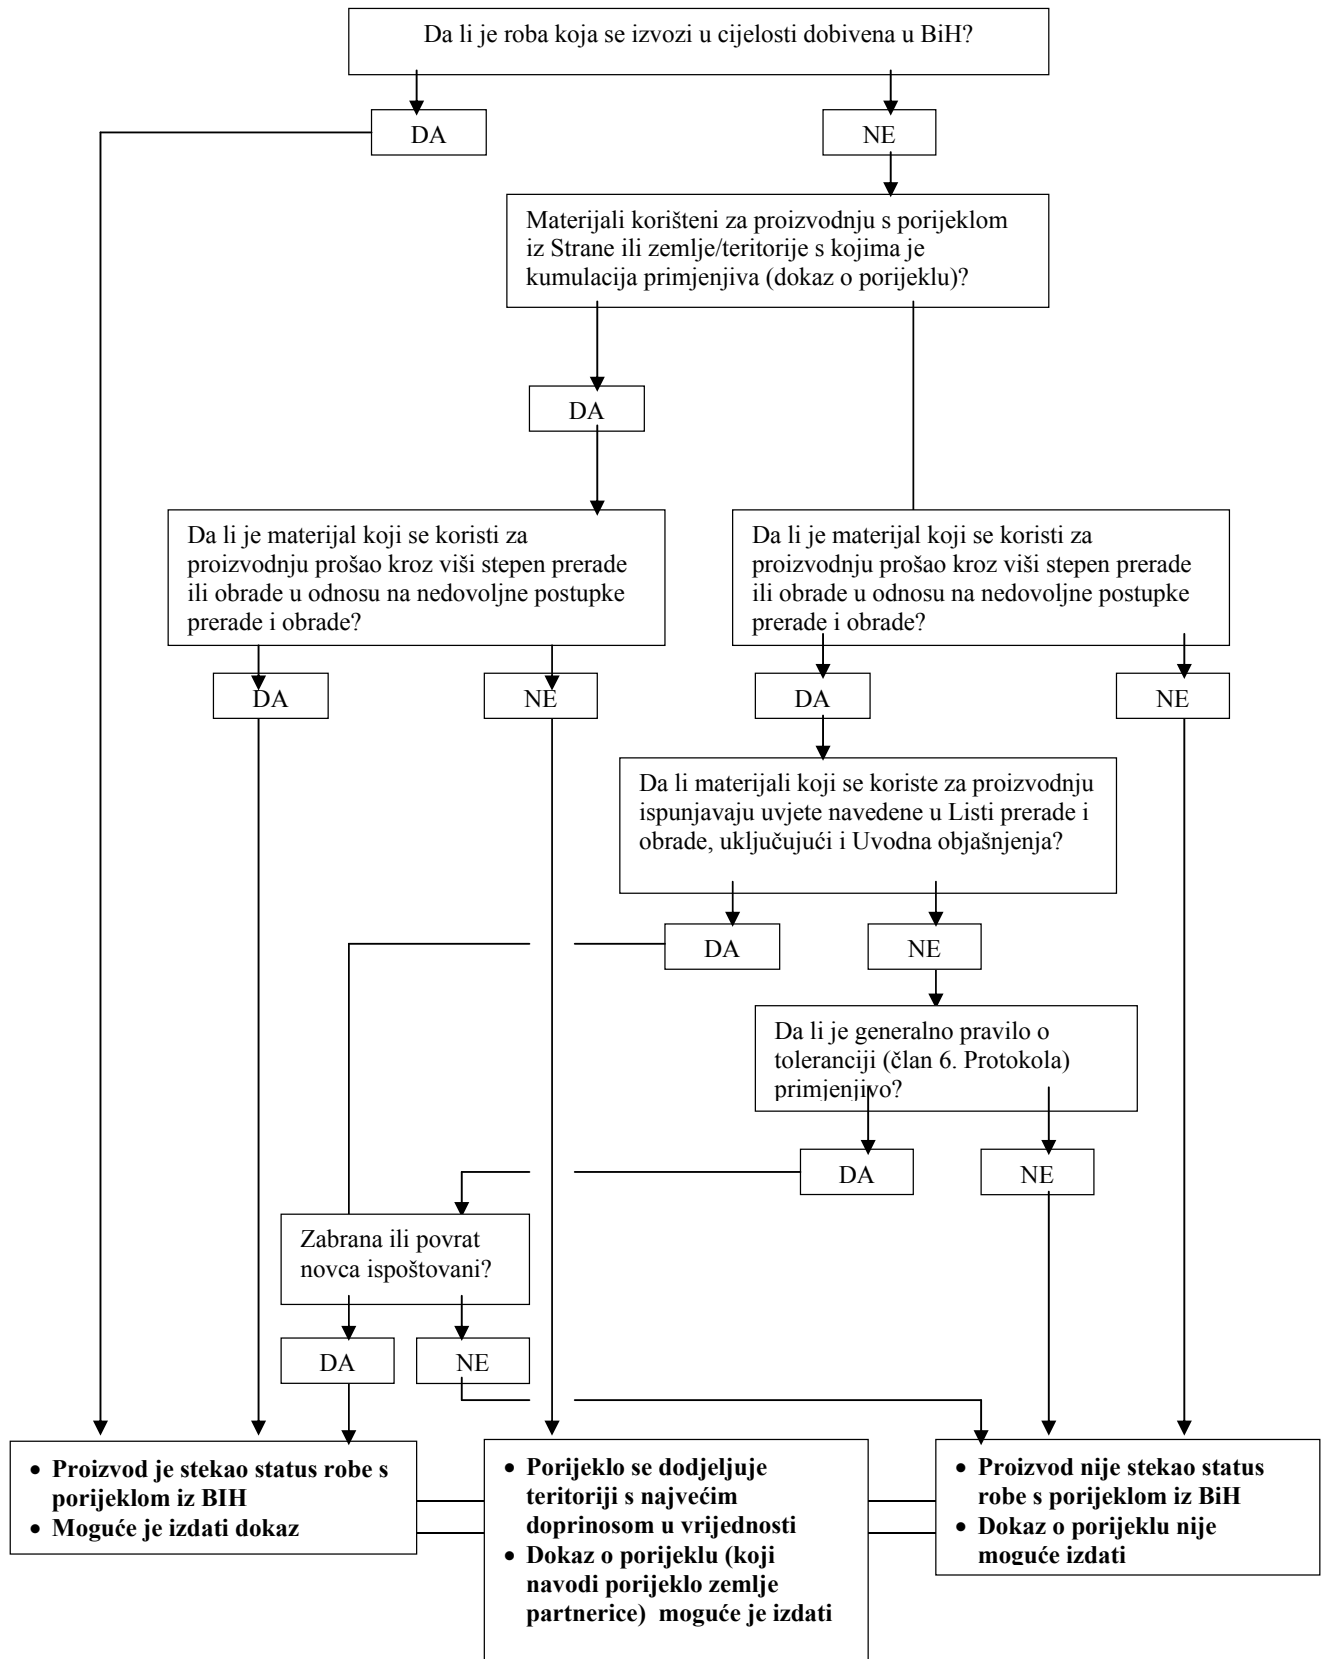 Da li je roba koja se izvozi u cijelosti dobivena u BiH?
DA
NE
Materijali korišteni za proizvodnju s porijeklom
iz Strane ili zemlje/teritorije s kojima je
kumulacija primjenjiva (dokaz o porijeklu)?
DA
Da li je materijal koji se koristi za
proizvodnju prošao kroz viši stepen prerade
ili obrade u odnosu na nedovoljne postupke
prerade i obrade?
Da li je materijal koji se koristi za
proizvodnju prošao kroz viši stepen prerade
ili obrade u odnosu na nedovoljne postupke
prerade i obrade?
DA
NE
DA
NE
Da li materijali koji se koriste za proizvodnju
ispunjavaju uvjete navedene u Listi prerade i
obrade, uključujući i Uvodna objašnjenja?
DA
NE
Da li je generalno pravilo o
toleranciji (član 6. Protokola)
primjenjivo?
DA
NE
Zabrana ili povrat
novca ispoštovani?
DA
NE
• Proizvod je stekao status robe s
porijeklom iz BIH
• Moguće je izdati dokaz
• Porijeklo se dodjeljuje
teritoriji s najvećim
doprinosom u vrijednosti
• Dokaz o porijeklu (koji
navodi porijeklo zemlje
partnerice)  moguće je izdati
• Proizvod nije stekao status
robe s porijeklom iz BiH
• Dokaz o porijeklu nije
moguće izdati